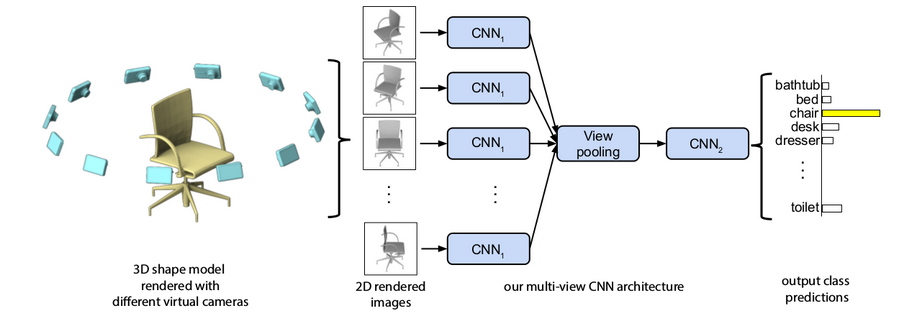 CNN1
CNN1
CNN1
CNN1
View
pooling
CNN2
bathtub
bed
chair
desk
dresser
toilet
3D shape model
rendered with
different virtual cameras
2D rendered
images
our multi-view CNN architecture
output class
predictions